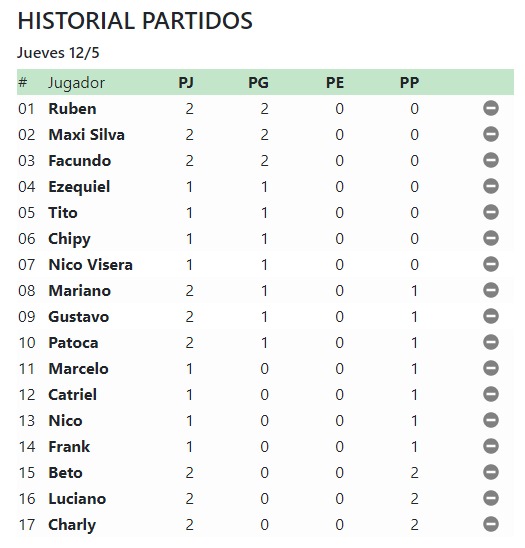 HISTORIAL PARTIDOS
Jueves 12/5
# Jugador PJ PG PE PP
01 Ruben 2 2 0 0
02 Maxi Silva 2 2 0 0
03 Facundo 2 2 0 0
04 Ezequiel 1 1 0 0
05 Tito 1 1 0 0
06 Chipy 1 1 0 0
07 Nico Visera 1 1 0 0
08 Mariano 2 1 0 1
09 Gustavo 2 1 0 1
10 Patoca 2 1 0 1
11 Marcelo 1 0 0 1
12 Catriel 1 0 0 1
13 Nico 1 0 0 1
14 Frank 1 0 0 1
15 Beto 2 0 0 2
16 Luciano 2 0 0 2
17 Charly 2 0 0 2